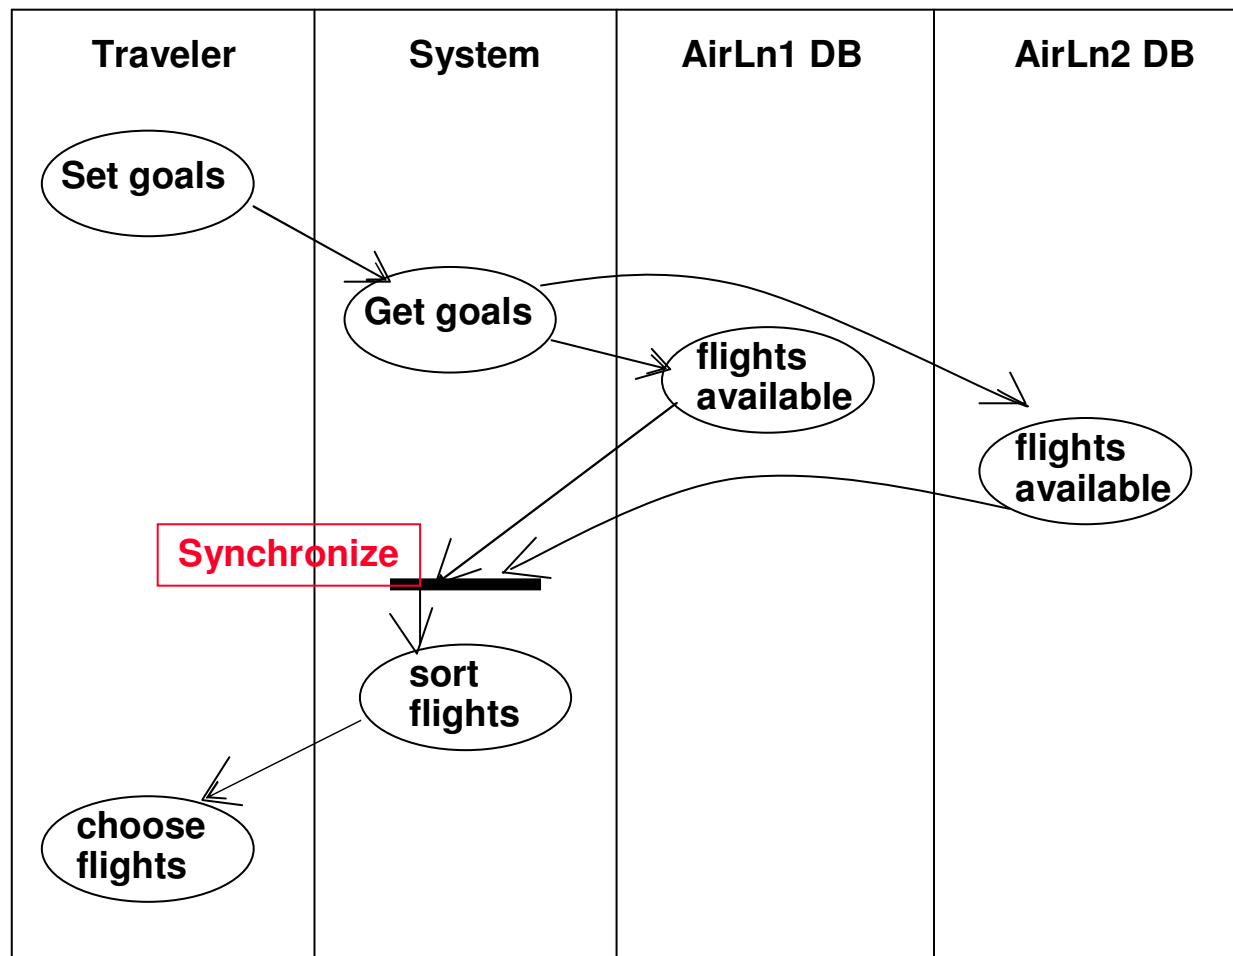 Traveler
System
AirLn1 DB
AirLn2 DB
Set goals
Get goals
flights
available
flights
available
Synchronize
sort
flights
choose
flights